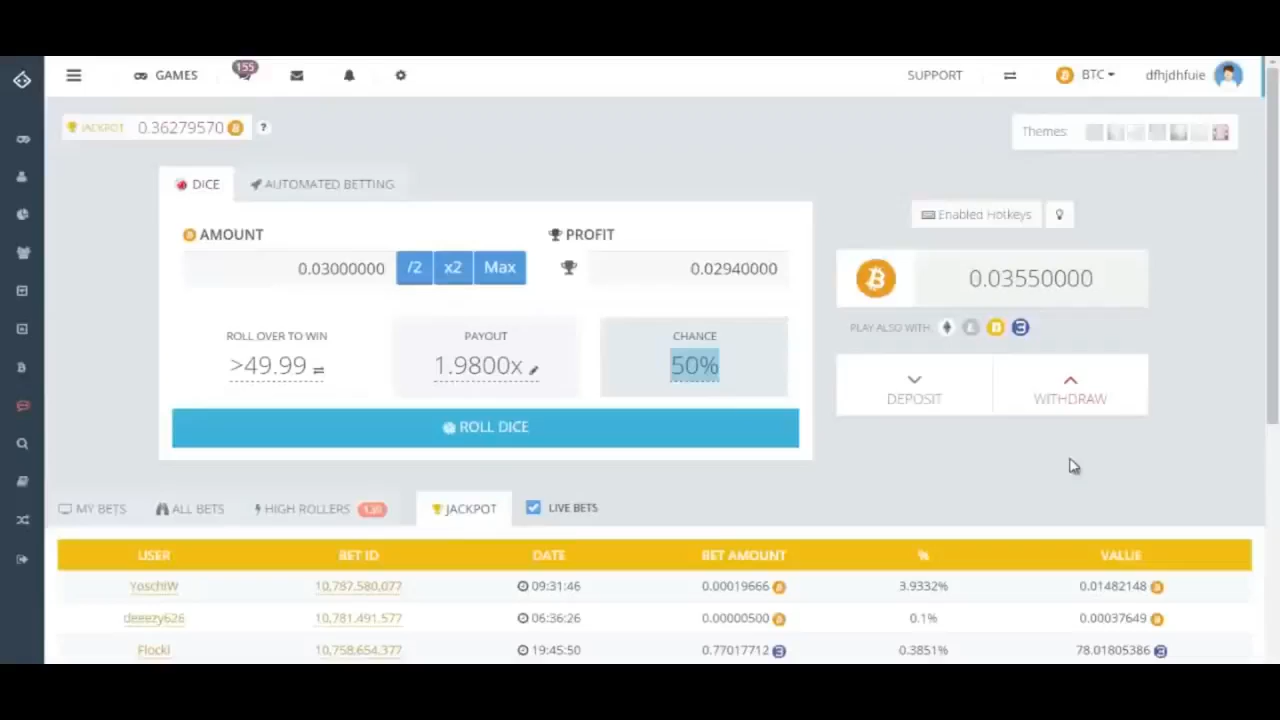 155
GAMES
SUPPORT
BTC
dfhjdhfuie
JACKPOT 0.36279570 ?
Themes:
DICE
AUTOMATED BETTING
Enabled Hotkeys
AMOUNT
PROFIT
0.03000000 /2 x2 Max
0.02940000
0.03550000
ROLL OVER TO WIN
PAYOUT
CHANCE
PLAY ALSO WITH:
>49.99
1.9800x
50%
DEPOSIT
WITHDRAW
ROLL DICE
MY BETS
ALL BETS
HIGH ROLLERS
JACKPOT
LIVE BETS
USER BET ID DATE BET AMOUNT % VALUE
YoschiW 10,787.580,077 09:31:46 0.00019666 3.9332% 0.01482148
deeezy626 10,781.491.577 06:36:26 0.00000500 0.1% 0.00037649
Flocki 10,758.654.377 19:45:50 0.77017712 0.3851% 78.01805386